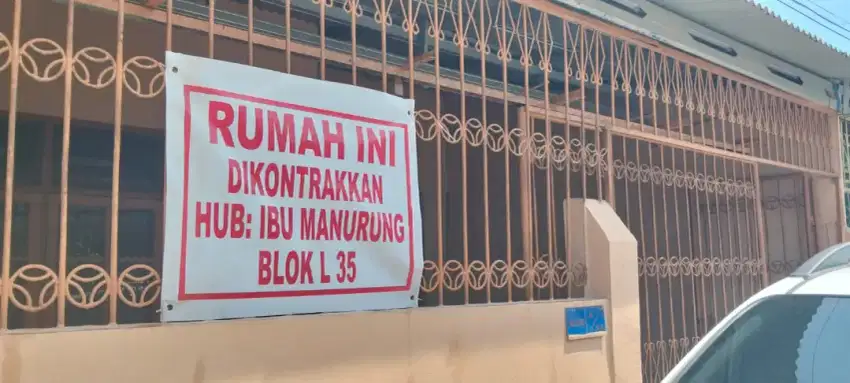 RUMAH INI
DIKONTRAKKAN
HUB: IBU MANURUNG
BLOK L 35